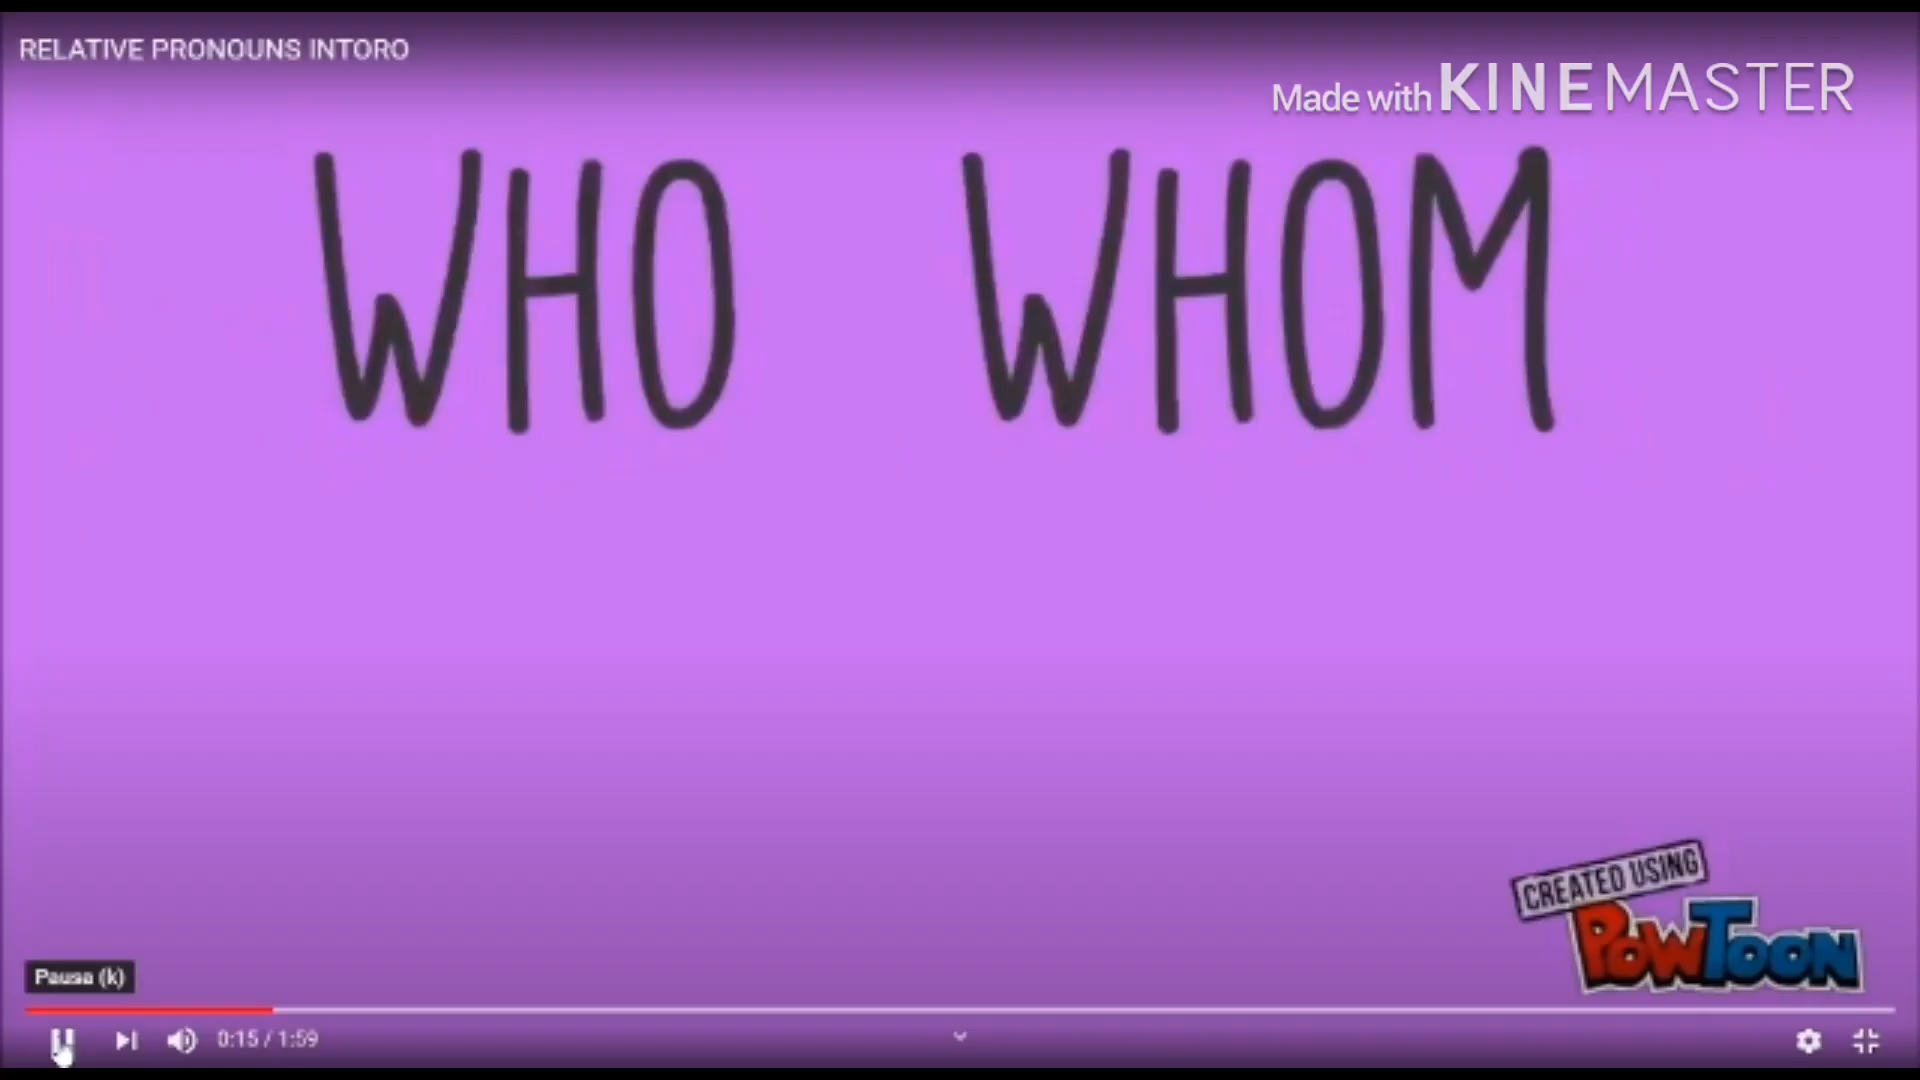 RELATIVE PRONOUNS INTORO
Made with KINEMASTER
WHO WHOM
CREATED USING
POWTOON
Pausa (k)
0:15 / 1:59